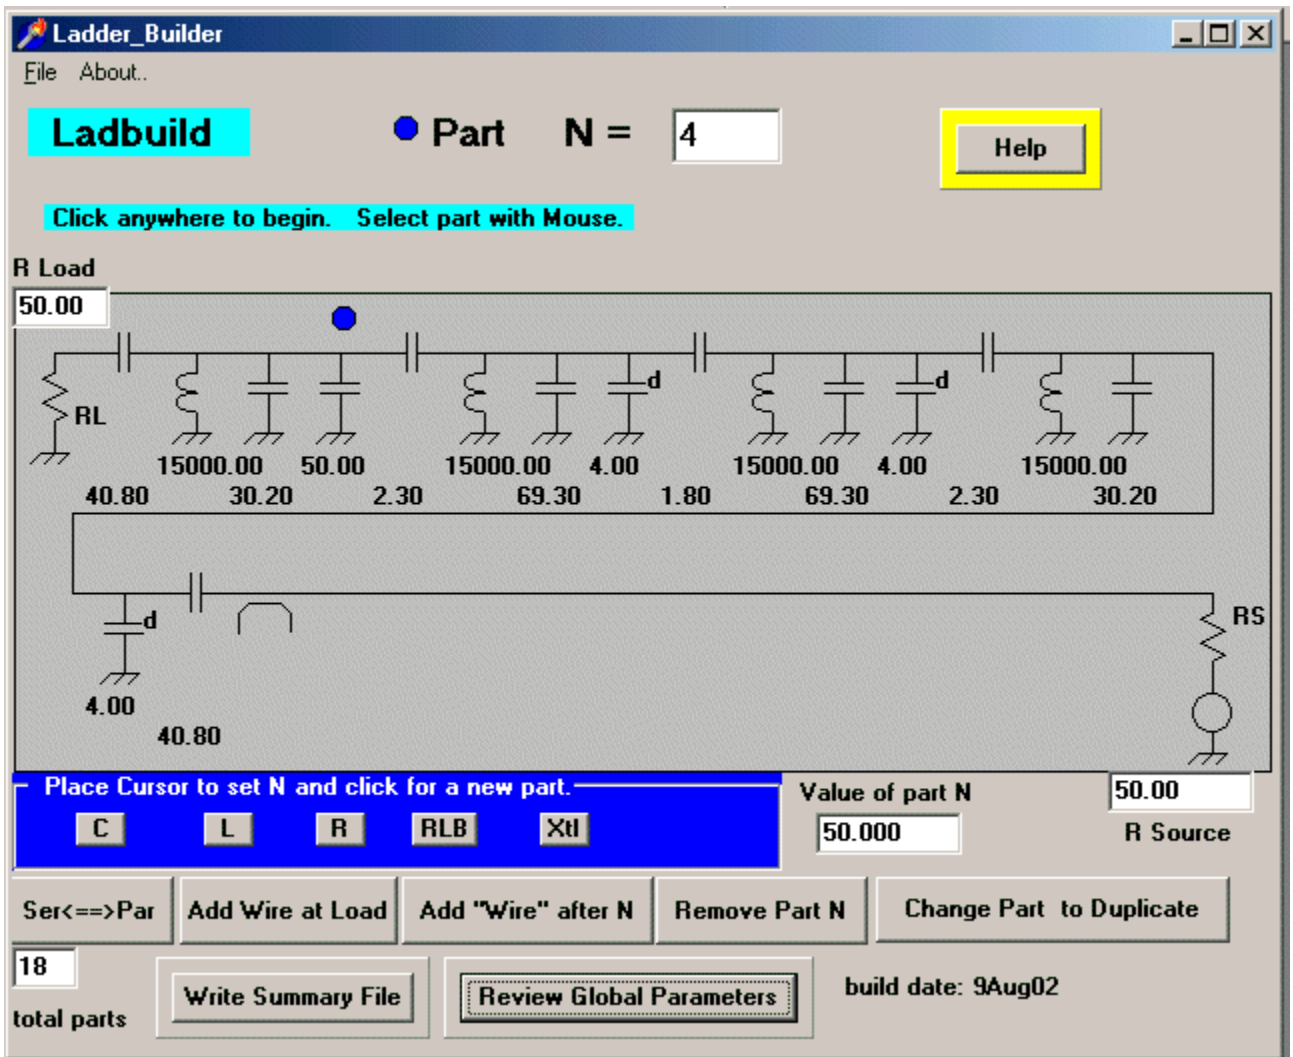 Ladder_Builder
File About..
Ladbuild Part N = 4 Help
Click anywhere to begin. Select part with Mouse.
R Load
50.00
d d
RL
15000.00 50.00 15000.00 4.00 15000.00 4.00 15000.00
40.80 30.20 2.30 69.30 1.80 69.30 2.30 30.20
d RS
4.00
40.80
Place Cursor to set N and click for a new part. Value of part N 50.00
C L R RLB Xtl 50.000 R Source
Ser<==>Par Add Wire at Load Add "Wire" after N Remove Part N Change Part to Duplicate
18
Write Summary File Review Global Parameters build date: 9Aug02
total parts